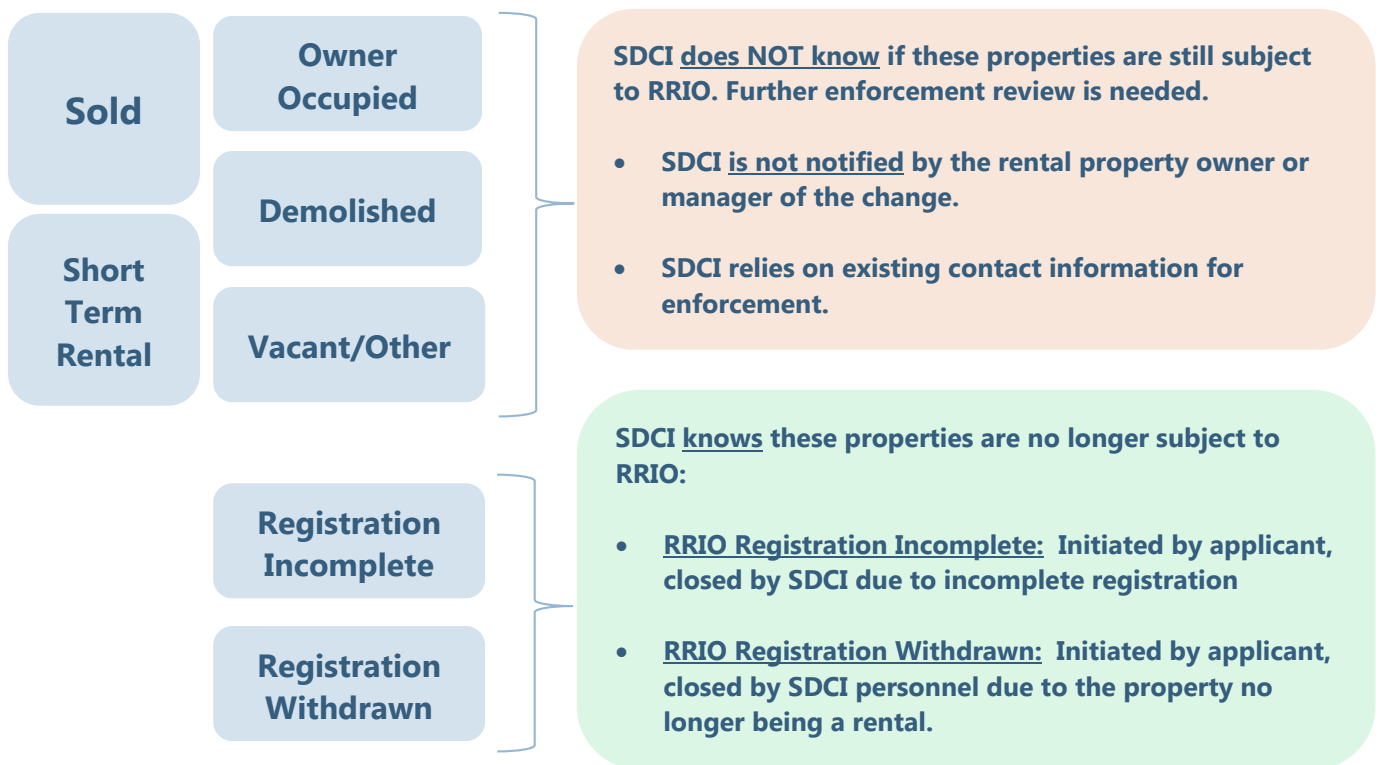 Sold
Short
Term
Rental
Owner
Occupied
Demolished
Vacant/Other
SDCI does NOT know if these properties are still subject
to RRIO. Further enforcement review is needed.
• SDCI is not notified by the rental property owner or
manager of the change.
• SDCI relies on existing contact information for
enforcement.
Registration
Incomplete
Registration
Withdrawn
SDCI knows these properties are no longer subject to
RRIO:
• RRIO Registration Incomplete: Initiated by applicant,
closed by SDCI due to incomplete registration
• RRIO Registration Withdrawn: Initiated by applicant,
closed by SDCI personnel due to the property no
longer being a rental.